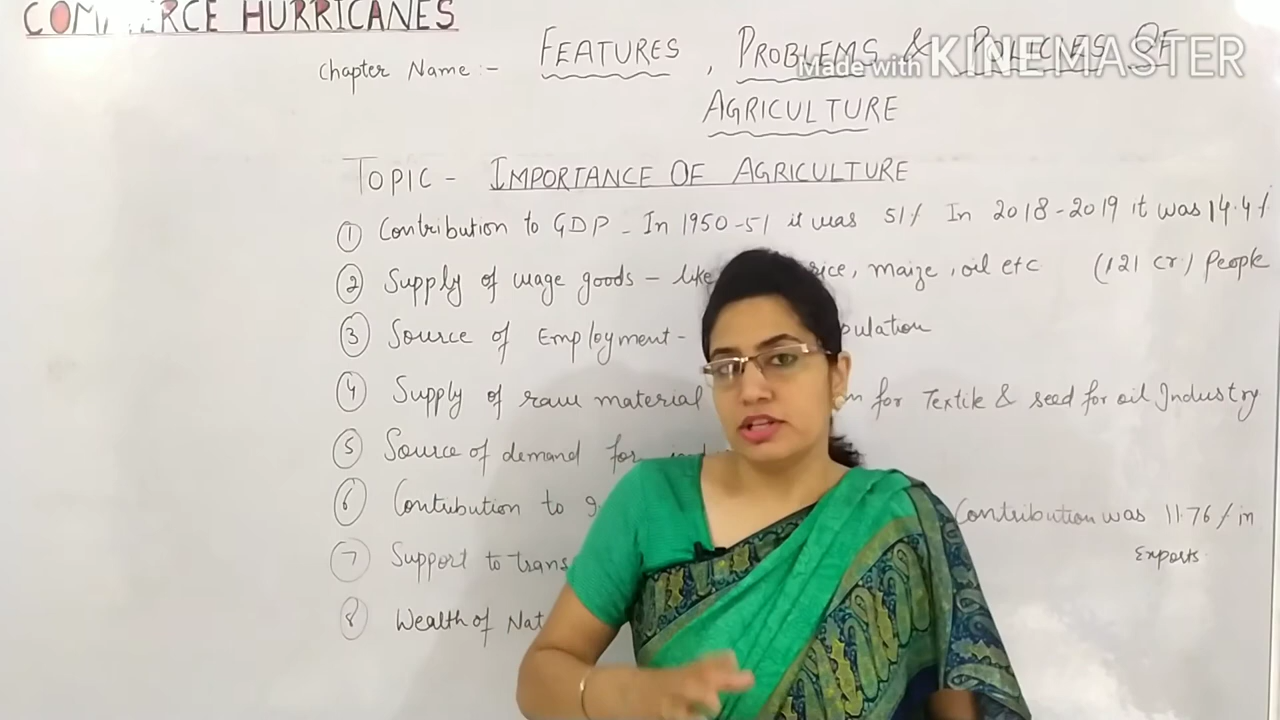 COMMERCE HURRICANES
Chapter Name :- FEATURES, PROBLEMS & POLICIES OF
Made with KINEMASTER
AGRICULTURE
TOPIC - IMPORTANCE OF AGRICULTURE
① Contribution to GDP - In 1950-51 it was 51% In 2018-2019 it was 14.4%
② Supply of wage goods - like rice, maize, oil etc (121 cr.) People
③ Source of Employment -
④ Supply of raw material for Textile & seed for oil Industry
⑤ Source of demand for
⑥ Contribution to Contribution was 11.76% in
Exports
⑦ Support to
⑧ Wealth of